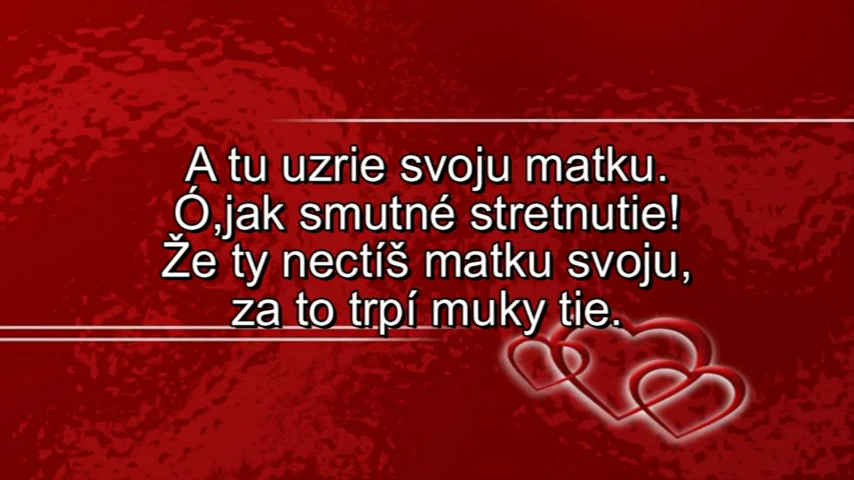 A tu uzrie svoju matku.
Ó,jak smutné stretnutie!
Že ty nectíš matku svoju,
za to trpí muky tie.